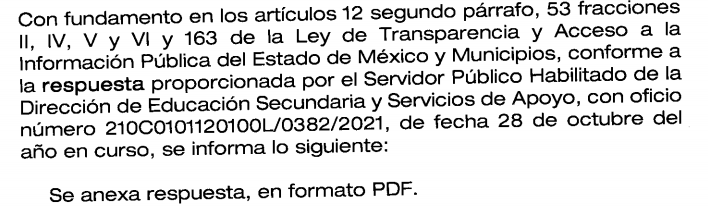 Con fundamento en los artículos 12 segundo párrafo, 53 fracciones
II, IV, V y VI y 163 de la Ley de Transparencia y Acceso a la
Información Pública del Estado de México y Municipios, conforme a
la respuesta proporcionada por el Servidor Público Habilitado de la
Dirección de Educación Secundaria y Servicios de Apoyo, con oficio
número 210C0101120100L/0382/2021, de fecha 28 de octubre del
año en curso, se informa lo siguiente:
Se anexa respuesta, en formato PDF.